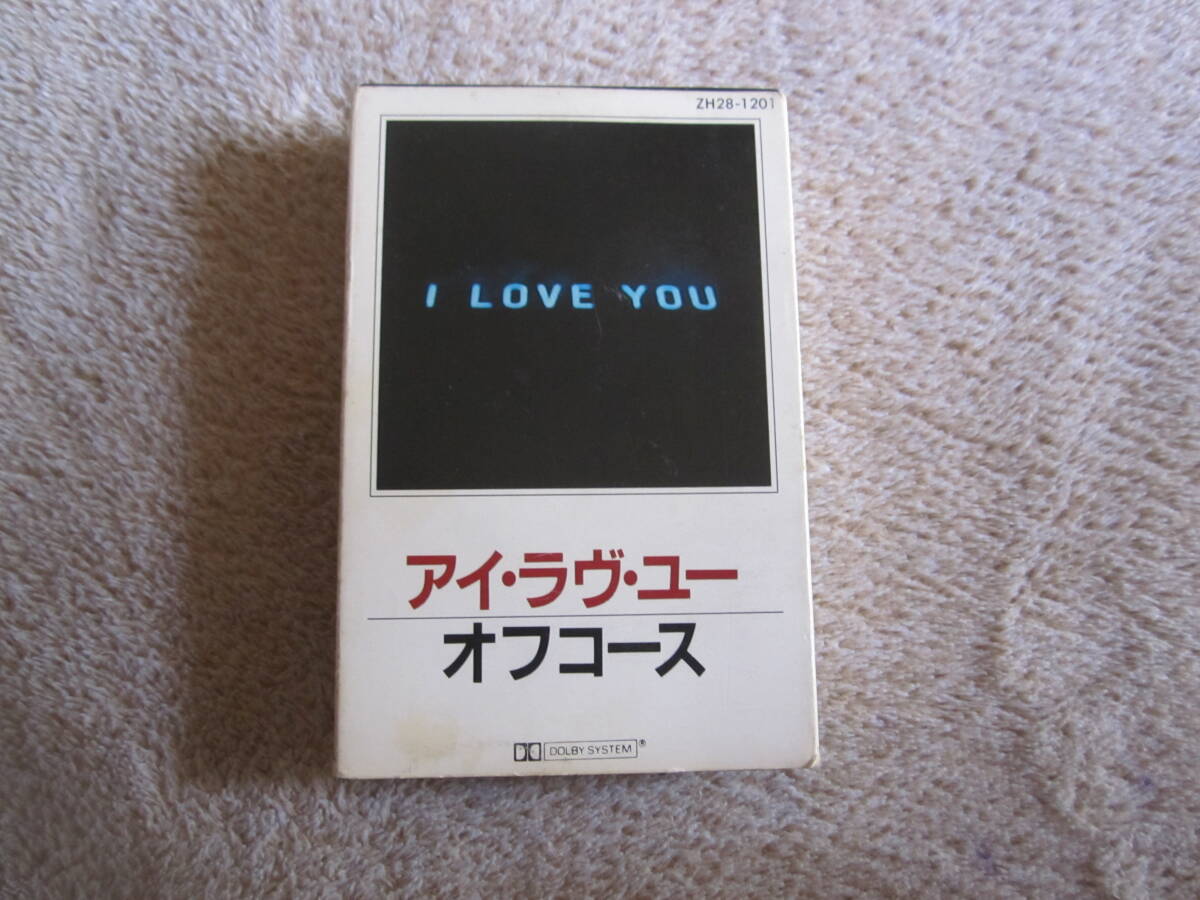 ZH28-1201
I LOVE YOU
アイ・ラヴ・ユー
オフコース
DOLBY SYSTEM®